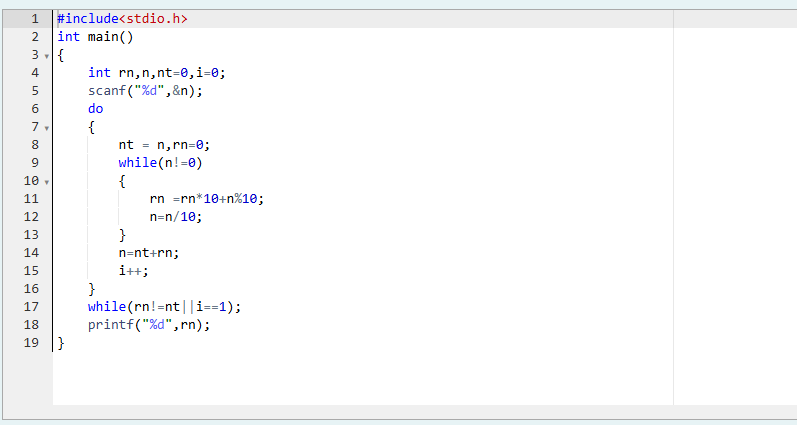 1 #include<stdio.h>
2 int main()
3 {
4 int rn,n,nt=0,i=0;
5 scanf("%d",&n);
6 do
7 {
8 nt = n,rn=0;
9 while(n!=0)
10 {
11 rn =rn*10+n%10;
12 n=n/10;
13 }
14 n=nt+rn;
15 i++;
16 }
17 while(rn!=nt||i==1);
18 printf("%d",rn);
19 }